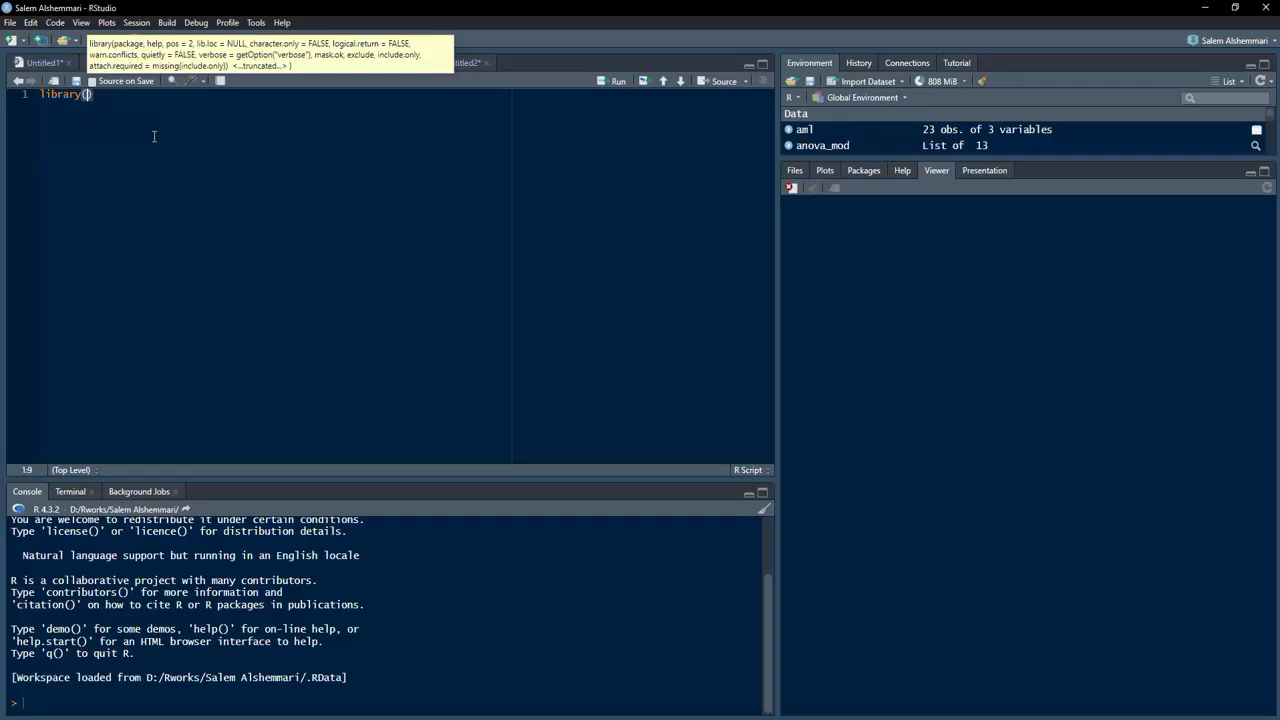 Salem Alshemmari - RStudio
File Edit Code View Plots Session Build Debug Profile Tools Help
library(package, help, pos = 2, lib.loc = NULL, character.only = FALSE, logical.return = FALSE,
warn.conflicts, quietly = FALSE, verbose = getOption("verbose"), mask.ok, exclude, include.only,
attach.required = missing(include.only)) <...truncated...> )
Salem Alshemmari
Untitled1*
ntitled2*
Source on Save
Run
Source
1 library()
1:9 (Top Level)
R Script
Console Terminal Background Jobs
R 4.3.2 · D:/Rworks/Salem Alshemmari/
You are welcome to redistribute it under certain conditions.
Type 'license()' or 'licence()' for distribution details.
Natural language support but running in an English locale
R is a collaborative project with many contributors.
Type 'contributors()' for more information and
'citation()' on how to cite R or R packages in publications.
Type 'demo()' for some demos, 'help()' for on-line help, or
'help.start()' for an HTML browser interface to help.
Type 'q()' to quit R.
[Workspace loaded from D:/Rworks/Salem Alshemmari/.RData]
>
Environment History Connections Tutorial
Import Dataset 808 MiB List
R Global Environment
Data
aml 23 obs. of 3 variables
anova_mod List of 13
Files Plots Packages Help Viewer Presentation